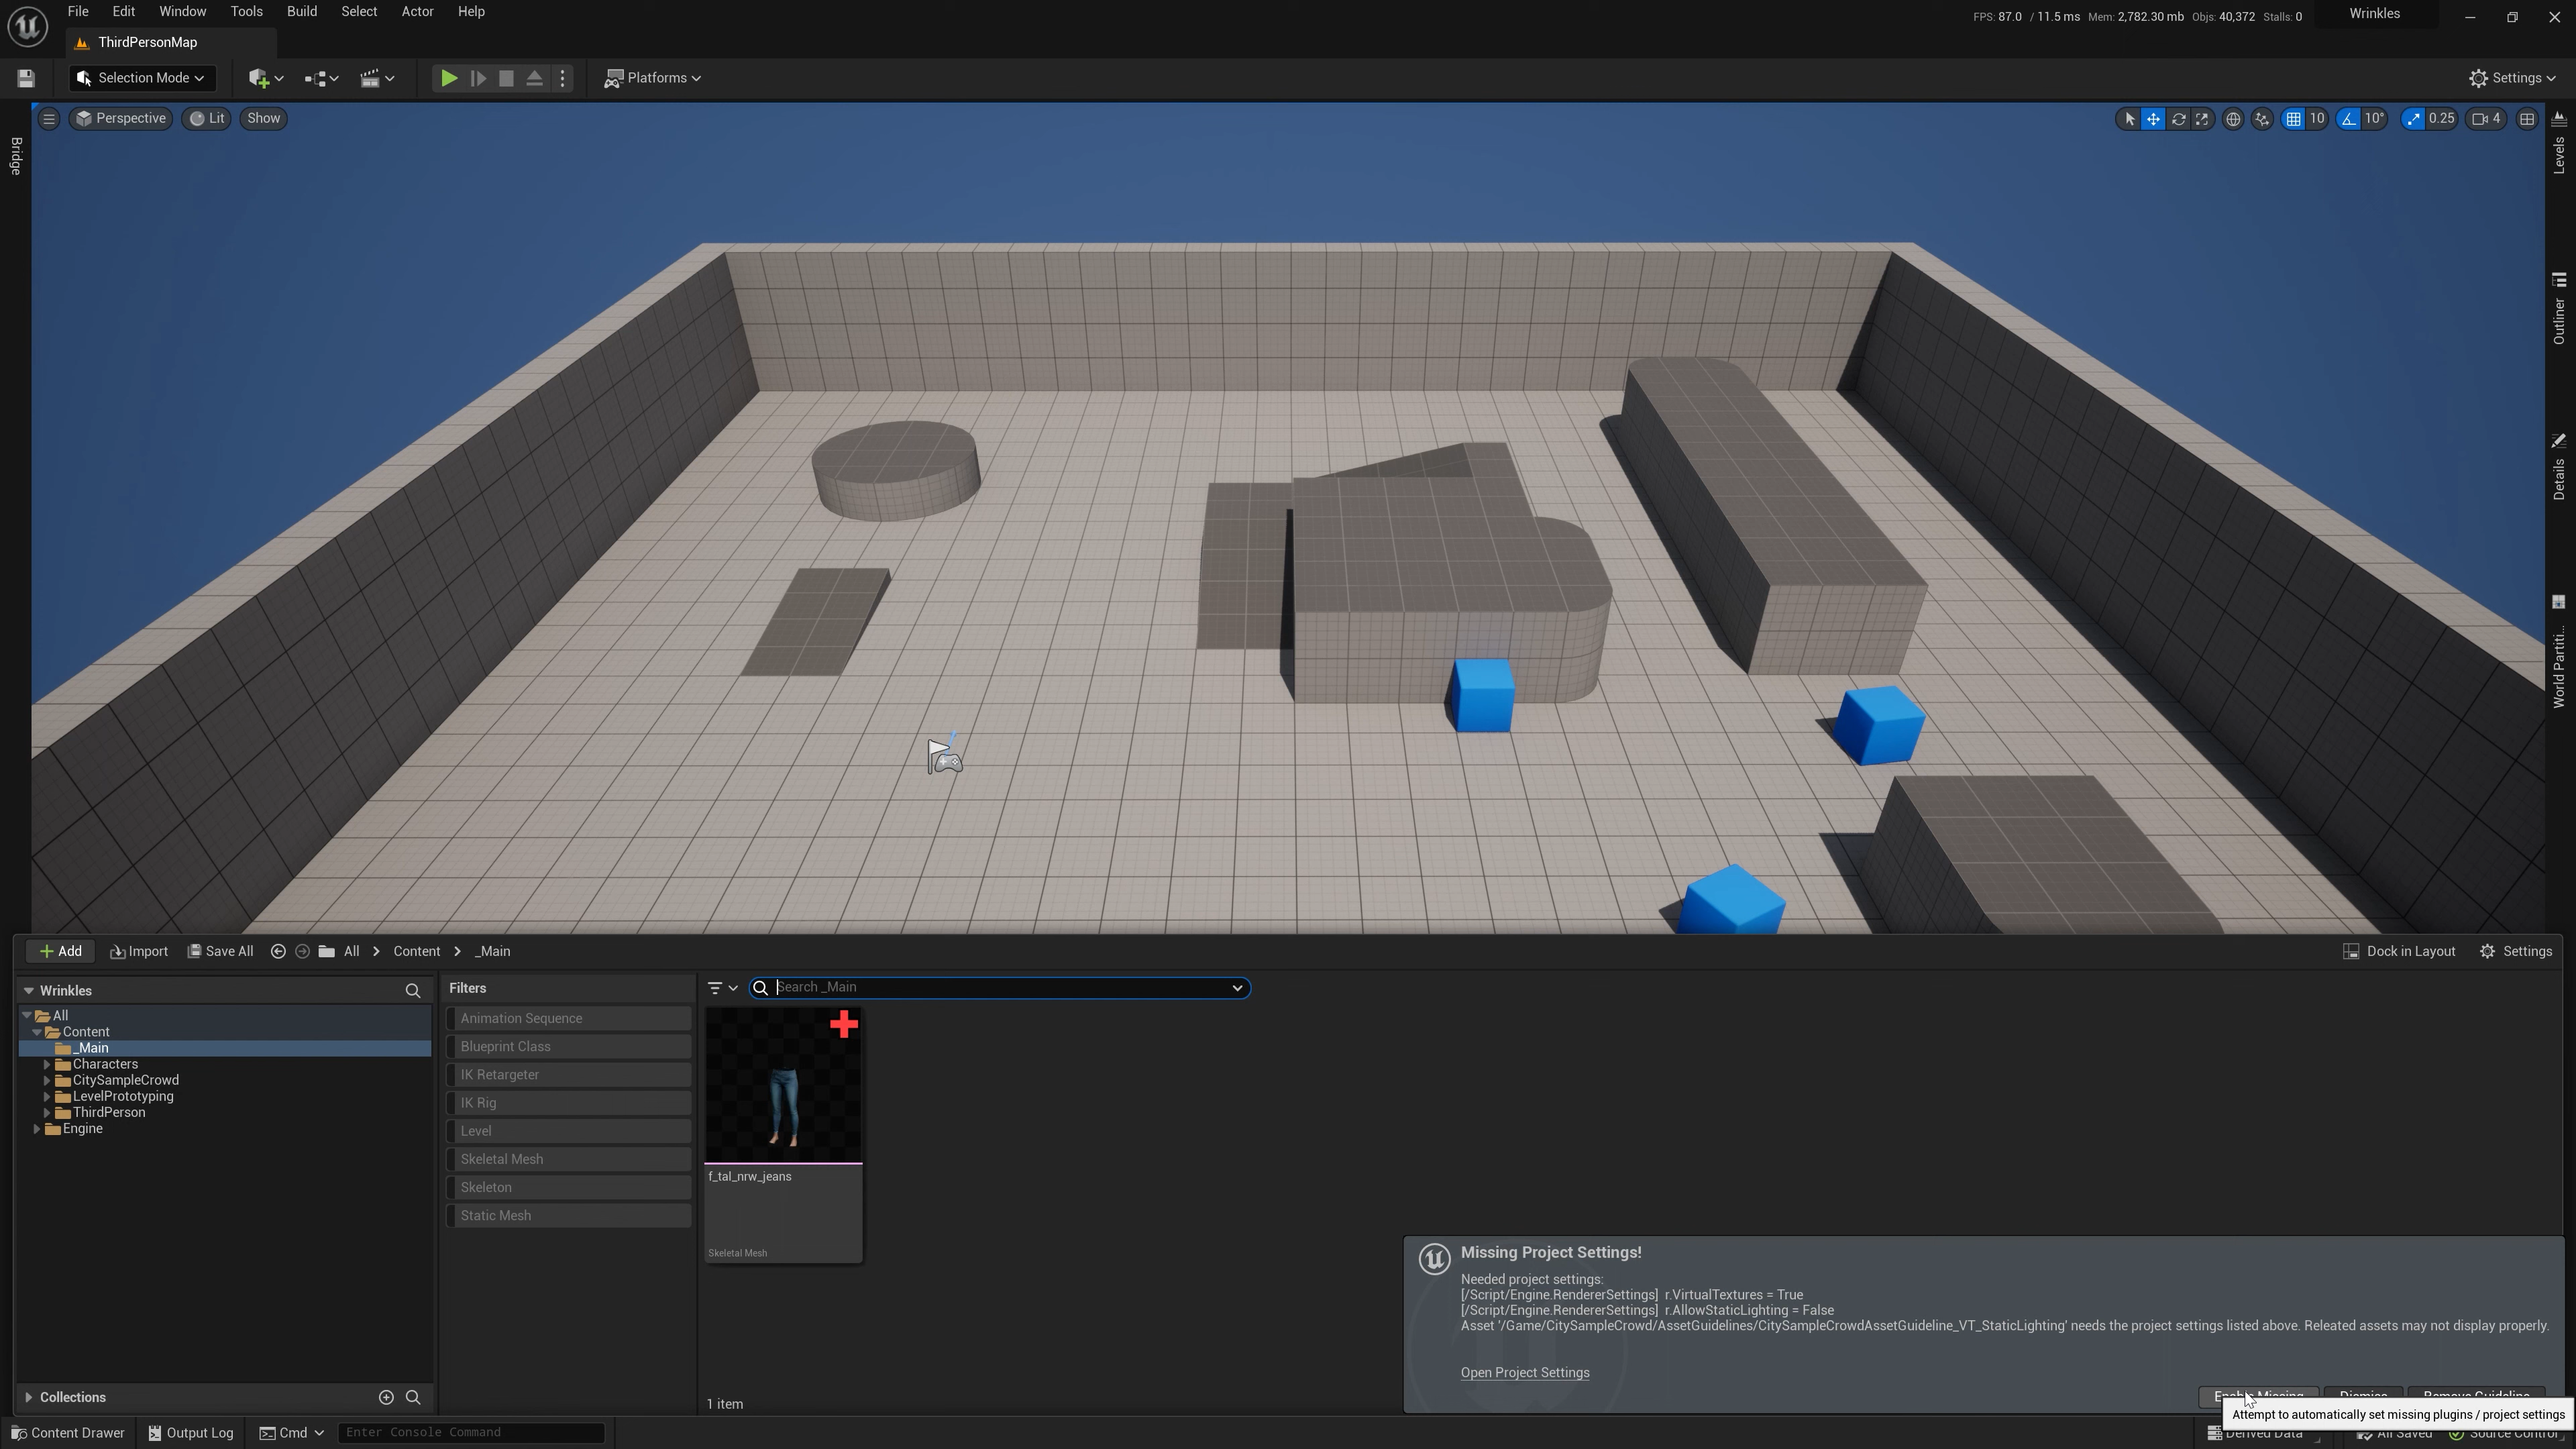 File Edit Window Tools Build Select Actor Help
FPS: 87.0 / 11.5 ms Mem: 2,782.30 mb Objs: 40,372 Stalls: 0
Wrinkles
ThirdPersonMap
Selection Mode
Platforms
Settings
Perspective Lit Show
10 10° 0.25 4
Bridge
Levels
Outliner
Details
World Partiti...
Add Import Save All All > Content > _Main
Dock in Layout Settings
Wrinkles
All
Content
_Main
Characters
CitySampleCrowd
LevelPrototyping
ThirdPerson
Engine
Collections
Filters
Animation Sequence
Blueprint Class
IK Retargeter
IK Rig
Level
Skeletal Mesh
Skeleton
Static Mesh
Search _Main
f_tal_nrw_jeans
Skeletal Mesh
1 item
Missing Project Settings!
Needed project settings:
[/Script/Engine.RendererSettings] r.VirtualTextures = True
[/Script/Engine.RendererSettings] r.AllowStaticLighting = False
Asset '/Game/CitySampleCrowd/AssetGuidelines/CitySampleCrowdAssetGuideline_VT_StaticLighting' needs the project settings listed above. Releated assets may not display properly.
Open Project Settings
Enable Missing Dismiss Remove Guideline
Attempt to automatically set missing plugins / project settings
Content Drawer Output Log Cmd Enter Console Command
Derived Data All Saved Source Control